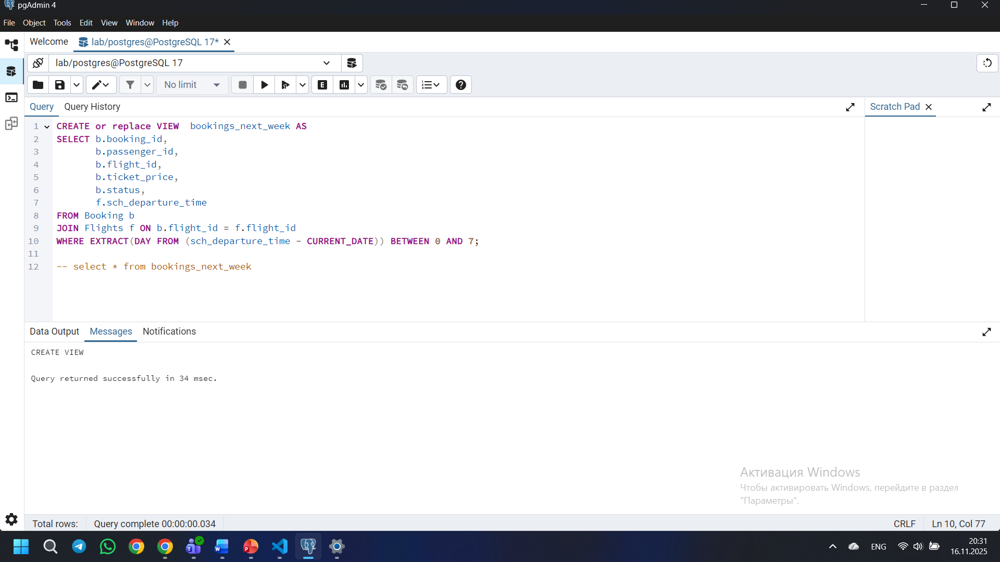 pgAdmin 4
File Object Tools Edit View Window Help
Welcome lab/postgres@PostgreSQL 17*
lab/postgres@PostgreSQL 17
No limit
Query Query History Scratch Pad
1 CREATE or replace VIEW  bookings_next_week AS
2 SELECT b.booking_id,
3 b.passenger_id,
4 b.flight_id,
5 b.ticket_price,
6 b.status,
7 f.sch_departure_time
8 FROM Booking b
9 JOIN Flights f ON b.flight_id = f.flight_id
10 WHERE EXTRACT(DAY FROM (sch_departure_time - CURRENT_DATE)) BETWEEN 0 AND 7;
11
12 -- select * from bookings_next_week
Data Output Messages Notifications
CREATE VIEW
Query returned successfully in 34 msec.
Активация Windows
Чтобы активировать Windows, перейдите в раздел
"Параметры".
Total rows: Query complete 00:00:00.034 CRLF Ln 10, Col 77
ENG 20:31
16.11.2025